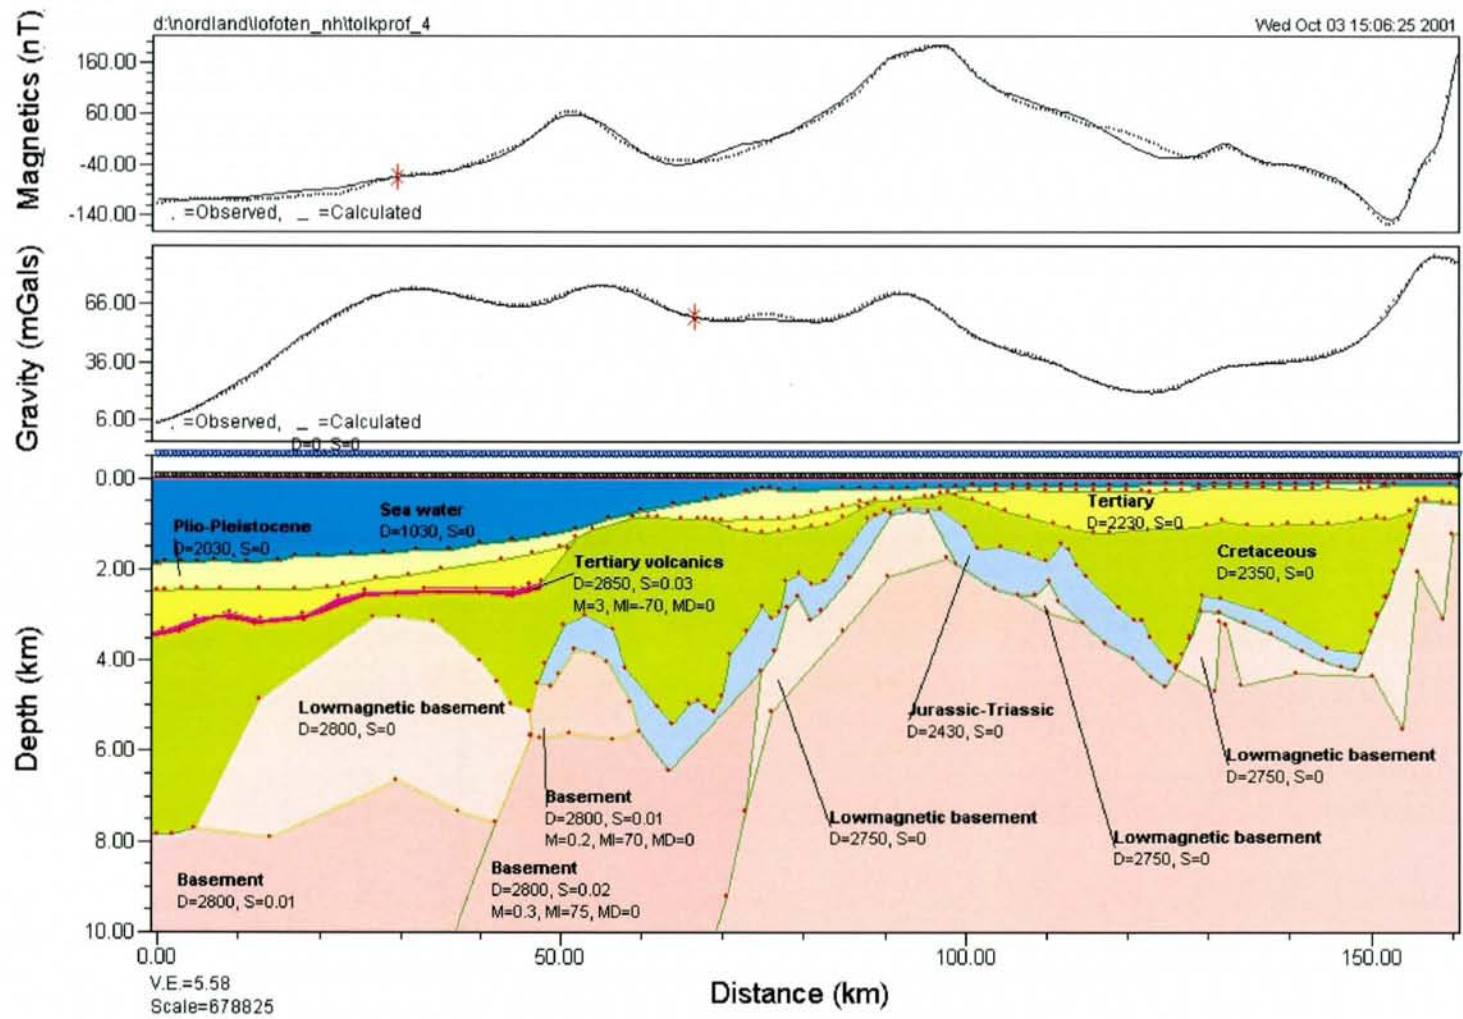 d:\nordland\lofoten_nh\tolkprof_4
Wed Oct 03 15:06:25 2001
Magnetics (nT)
160.00
60.00
-40.00
-140.00
. =Observed, _ =Calculated
Gravity (mGals)
66.00
36.00
6.00
. =Observed, _ =Calculated
D=0, S=0
Depth (km)
0.00
2.00
4.00
6.00
8.00
10.00
Plio-Pleistocene
D=2030, S=0
Sea water
D=1030, S=0
Tertiary
D=2230, S=0
Tertiary volcanics
D=2850, S=0.03
M=3, MI=-70, MD=0
Cretaceous
D=2350, S=0
Lowmagnetic basement
D=2800, S=0
Jurassic-Triassic
D=2430, S=0
Lowmagnetic basement
D=2750, S=0
Basement
D=2800, S=0.01
M=0.2, MI=70, MD=0
Lowmagnetic basement
D=2750, S=0
Lowmagnetic basement
D=2750, S=0
Basement
D=2800, S=0.01
Basement
D=2800, S=0.02
M=0.3, MI=75, MD=0
0.00
50.00
100.00
150.00
V.E.=5.58
Scale=678825
Distance (km)